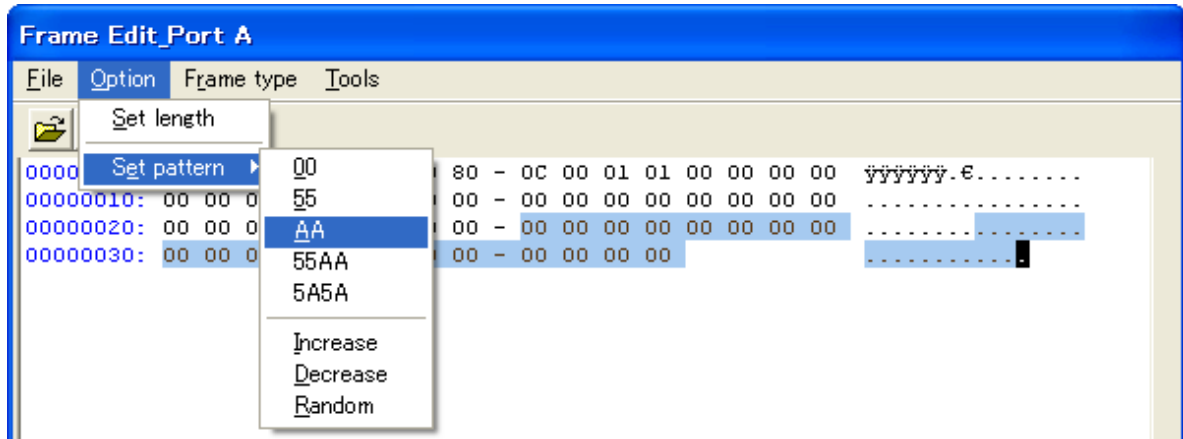 Frame Edit_Port A
File Option Frame type Tools
Set length
Set pattern
00
55
AA
55AA
5A5A
Increase
Decrease
Random
0000 80 - 0C 00 01 01 00 00 00 00 ÿÿÿÿÿÿ.€........
00000010: 00 00 0 00 - 00 00 00 00 00 00 00 00 ................
00000020: 00 00 0 00 - 00 00 00 00 00 00 00 00 ................
00000030: 00 00 0 00 - 00 00 00 00 ............